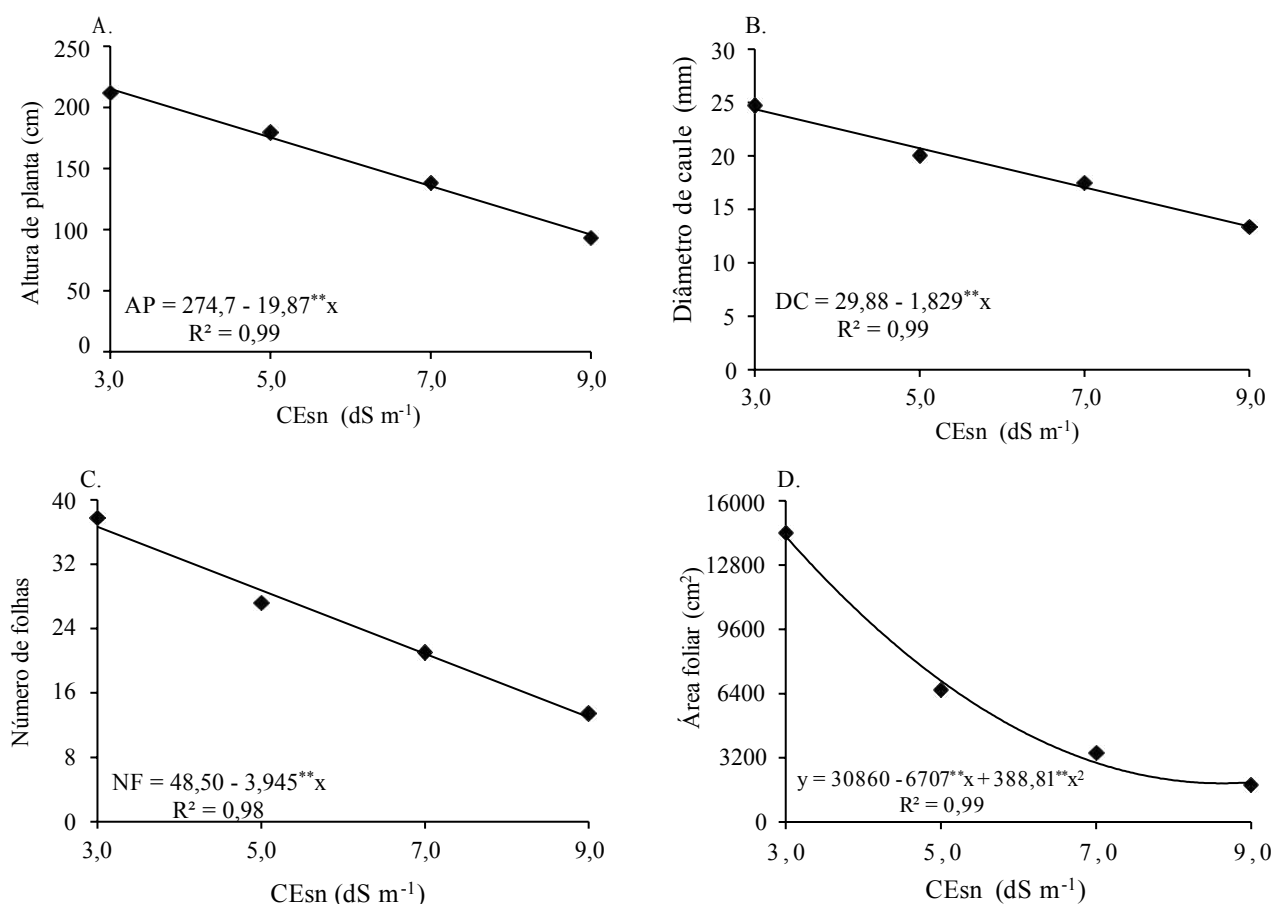 A.
Altura de planta (cm)
250
200
150
100
50
0
AP = 274,7 - 19,87**x
R² = 0,99
3,0 5,0 7,0 9,0
CEsn (dS m⁻¹)
B.
Diâmetro de caule (mm)
30
25
20
15
10
5
0
DC = 29,88 - 1,829**x
R² = 0,99
3,0 5,0 7,0 9,0
CEsn (dS m⁻¹)
C.
Número de folhas
40
32
24
16
8
0
NF = 48,50 - 3,945**x
R² = 0,98
3,0 5,0 7,0 9,0
CEsn (dS m⁻¹)
D.
Área foliar (cm²)
16000
12800
9600
6400
3200
0
y = 30860 - 6707**x + 388,81**x²
R² = 0,99
3,0 5,0 7,0 9,0
CEsn (dS m⁻¹)